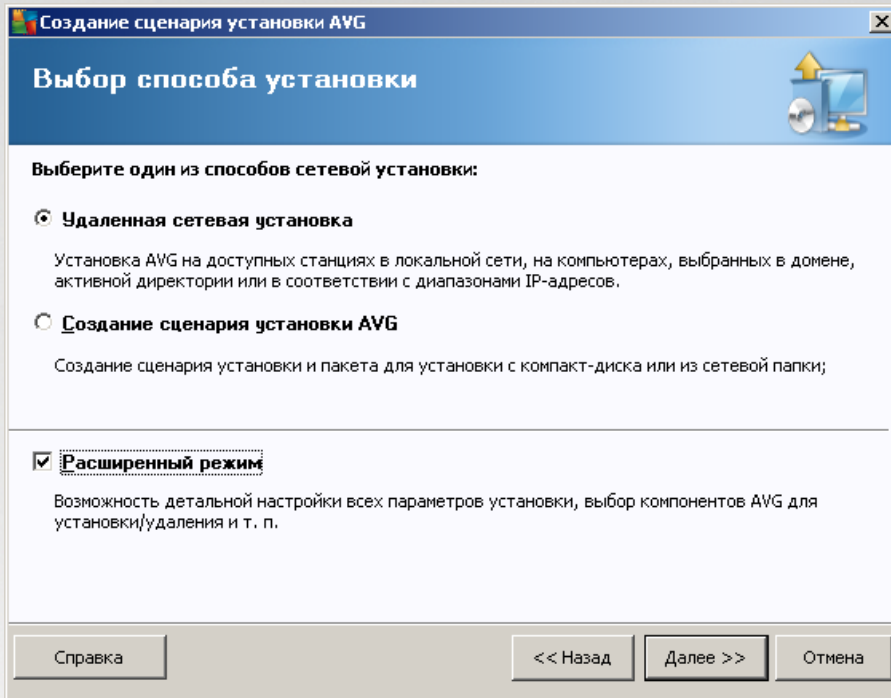 Создание сценария установки AVG
Выбор способа установки
Выберите один из способов сетевой установки:
Удаленная сетевая установка
Установка AVG на доступных станциях в локальной сети, на компьютерах, выбранных в домене,
активной директории или в соответствии с диапазонами IP-адресов.
Создание сценария установки AVG
Создание сценария установки и пакета для установки с компакт-диска или из сетевой папки;
Расширенный режим
Возможность детальной настройки всех параметров установки, выбор компонентов AVG для
установки/удаления и т. п.
Справка
<< Назад
Далее >>
Отмена